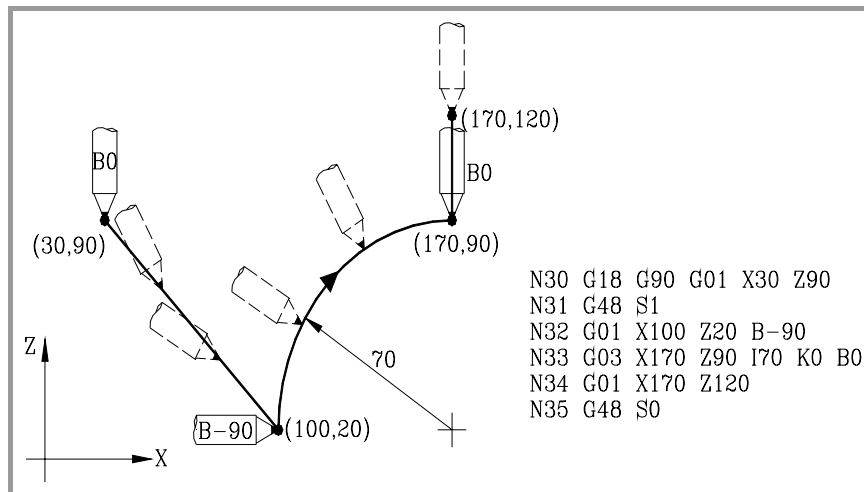 (170,120)
B0
B0
(30,90)
(170,90)
N30 G18 G90 G01 X30 Z90
N31 G48 S1
N32 G01 X100 Z20 B-90
N33 G03 X170 Z90 I70 K0 B0
N34 G01 X170 Z120
N35 G48 S0
Z
70
B-90
(100,20)
X